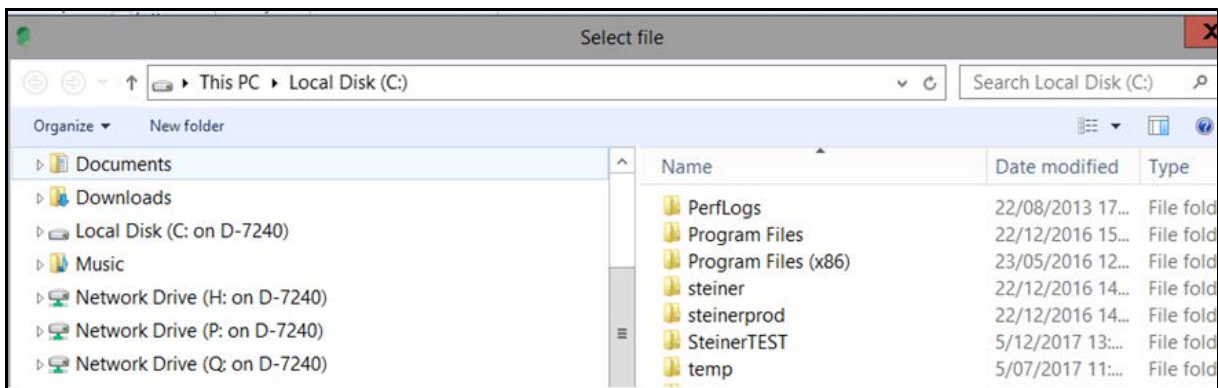 Select file
This PC Local Disk (C:) Search Local Disk (C:)
Organize New folder
Documents
Downloads
Local Disk (C: on D-7240)
Music
Network Drive (H: on D-7240)
Network Drive (P: on D-7240)
Network Drive (Q: on D-7240)
Name Date modified Type
PerfLogs 22/08/2013 17... File fold
Program Files 22/12/2016 15... File fold
Program Files (x86) 23/05/2016 12... File fold
steiner 22/12/2016 14... File fold
steinerprod 22/12/2016 14... File fold
SteinerTEST 5/12/2017 13:... File fold
temp 5/07/2017 11:... File fold